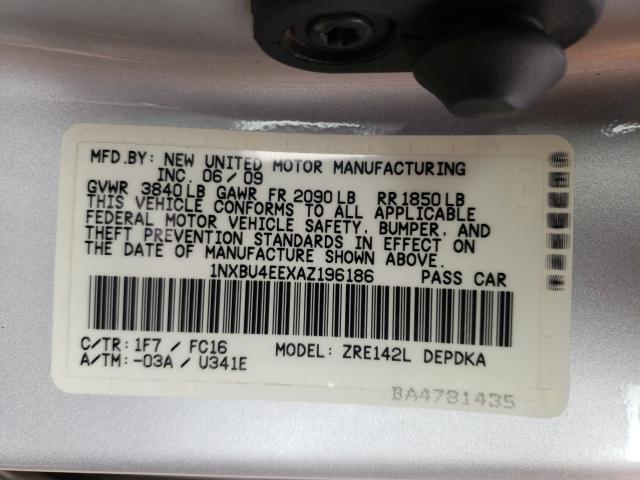 MFD.BY: NEW UNITED MOTOR MANUFACTURING
INC. 06/09
GVWR 3840LB GAWR FR 2090LB RR1850LB
THIS VEHICLE CONFORMS TO ALL APPLICABLE
FEDERAL MOTOR VEHICLE SAFETY, BUMPER, AND
THEFT PREVENTION STANDARDS IN EFFECT ON
THE DATE OF MANUFACTURE SHOWN ABOVE.
1NXBU4EEXAZ196186 PASS CAR
C/TR: 1F7 / FC16 MODEL: ZRE142L DEPDKA
A/TM: -03A / U341E
BA4781435